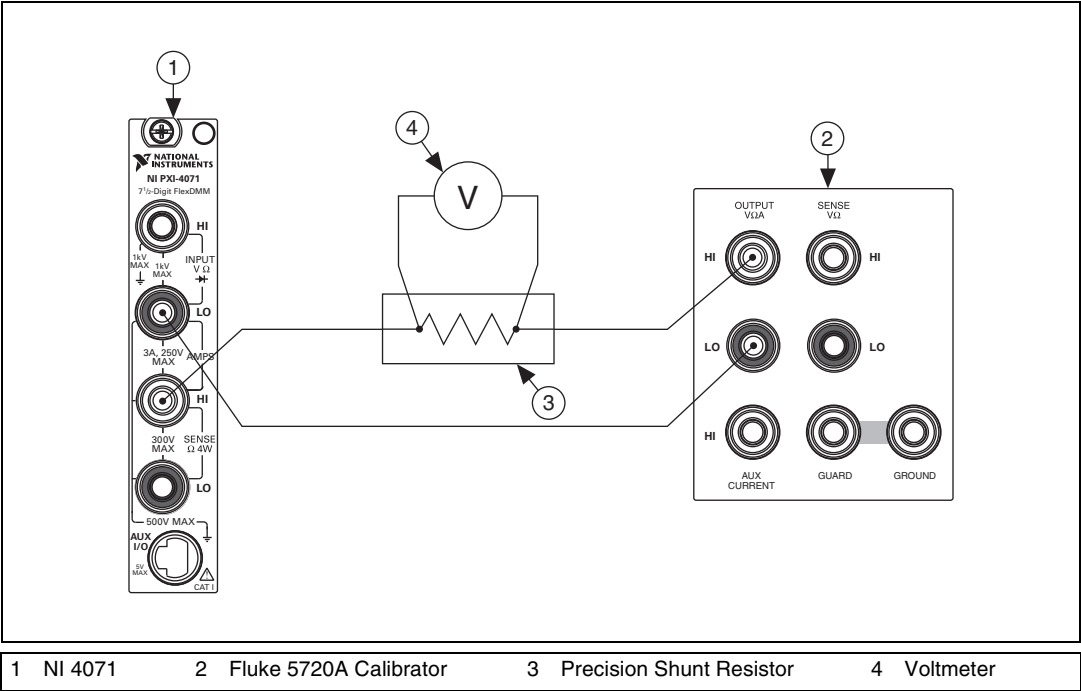 1
NATIONAL
INSTRUMENTS
NI PXI-4071
7½-Digit FlexDMM
HI
1kV
MAX
1kV
MAX
INPUT
V Ω
LO
3A, 250V
MAX
AMPS
HI
300V
MAX
SENSE
Ω 4W
LO
500V MAX
AUX
I/O
5V
MAX
CAT I
4
V
3
2
OUTPUT
VΩA
SENSE
VΩ
HI
HI
LO
LO
HI
AUX
CURRENT
GUARD
GROUND
1 NI 4071 2 Fluke 5720A Calibrator 3 Precision Shunt Resistor 4 Voltmeter